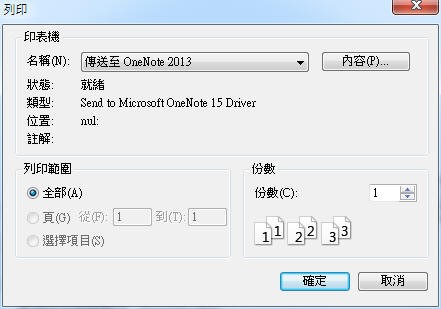 列印
印表機
名稱(N): 傳送至 OneNote 2013 內容(P)...
狀態: 就緒
類型: Send to Microsoft OneNote 15 Driver
位置: nul:
註解:
列印範圍
全部(A)
頁(G) 從(F): 1 到(T): 1
選擇項目(S)
份數
份數(C): 1
1 1 2 2 3 3
確定 取消